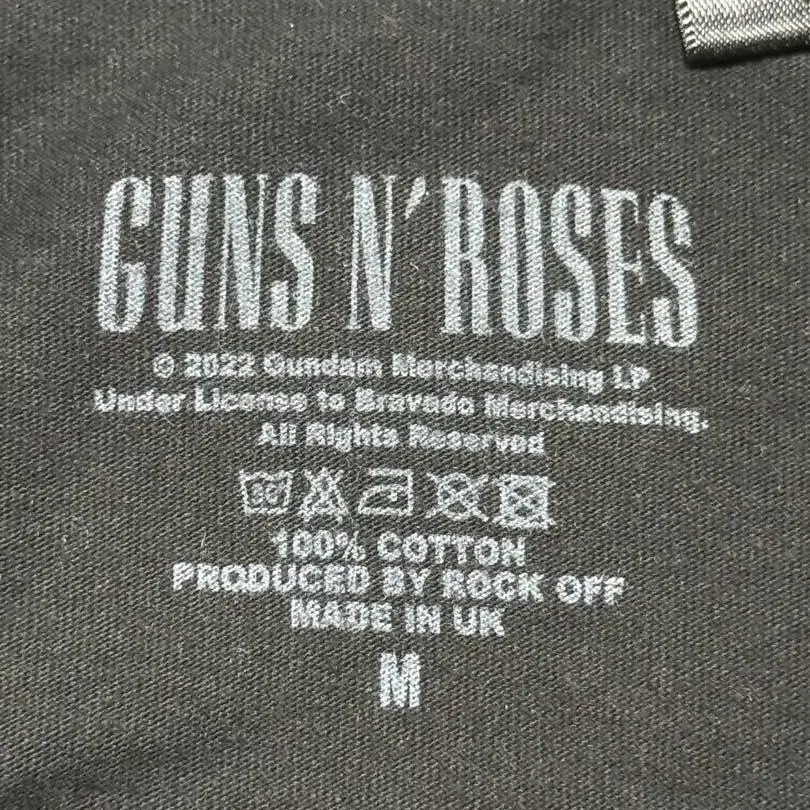 GUNS N' ROSES
© 2022 Gundam Merchandising LP
Under License to Bravado Merchandising.
All Rights Reserved
30°
100% COTTON
PRODUCED BY ROCK OFF
MADE IN UK
M